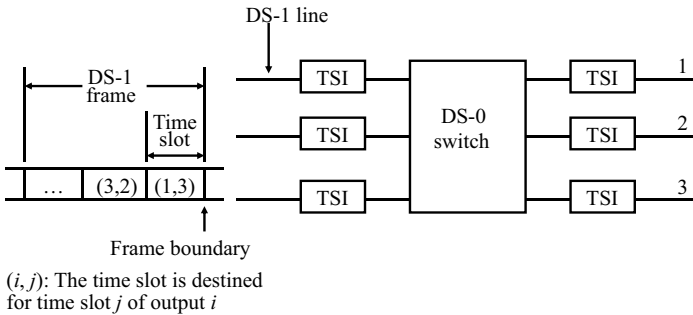 DS-1 line
DS-1
frame
Time
slot
… (3,2) (1,3)
Frame boundary
(i, j): The time slot is destined
for time slot j of output i
TSI
TSI
TSI
DS-0
switch
TSI
TSI
TSI
1
2
3